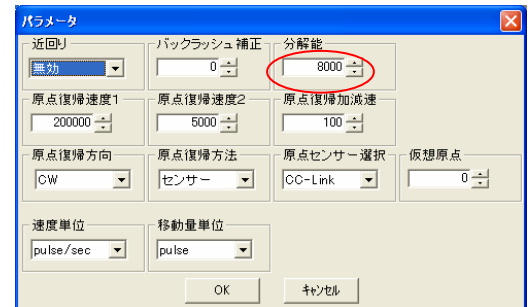 パラメータ
近回り
バックラッシュ補正
分解能
無効
0
8000
原点復帰速度1
原点復帰速度2
原点復帰加減速
200000
5000
100
原点復帰方向
原点復帰方法
原点センサー選択
仮想原点
CW
センサー
CC-Link
0
速度単位
移動量単位
pulse/sec
pulse
OK
キャンセル